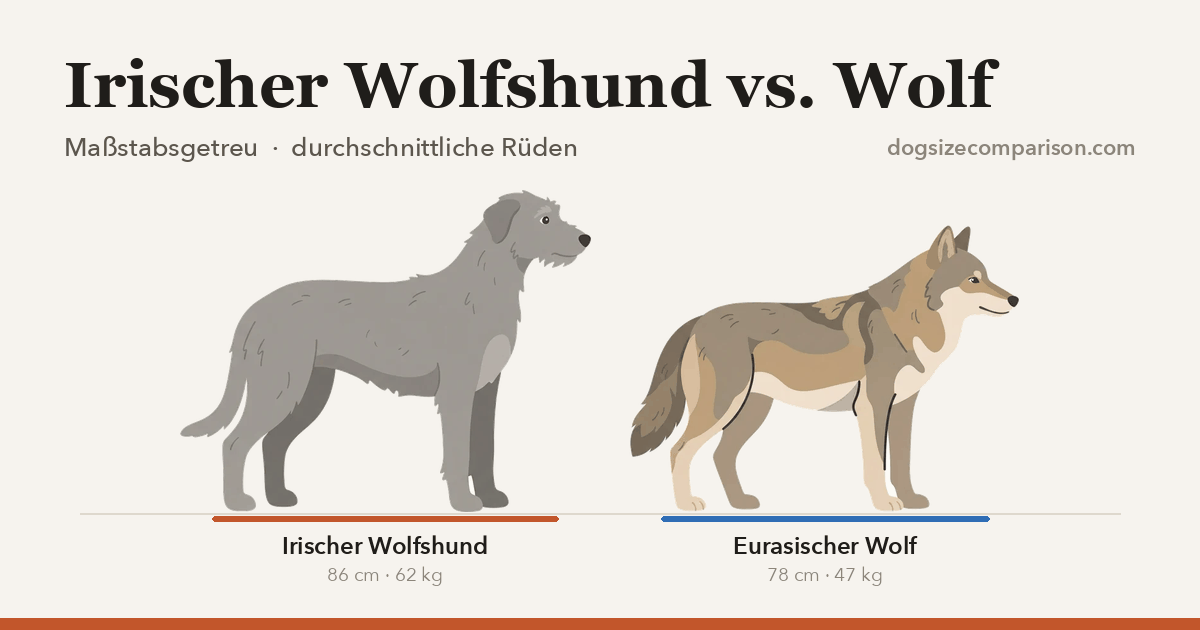 Irischer Wolfshund vs. Wolf
Maßstabsgetreu · durchschnittliche Rüden
dogsizecomparison.com
Irischer Wolfshund
86 cm · 62 kg
Eurasischer Wolf
78 cm · 47 kg